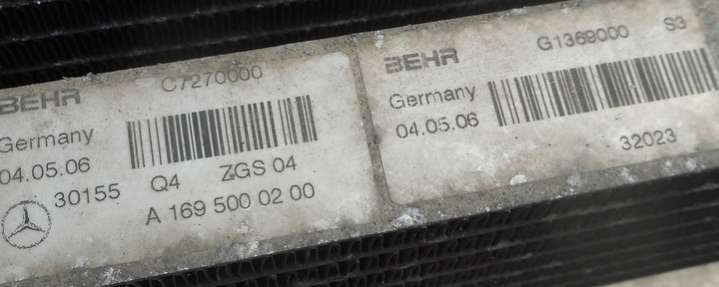 BEHR C7270000
Germany
04.05.06
30155 Q4 ZGS 04
A 169 500 02 00
BEHR G1369000 S3
Germany
04.05.06
32023